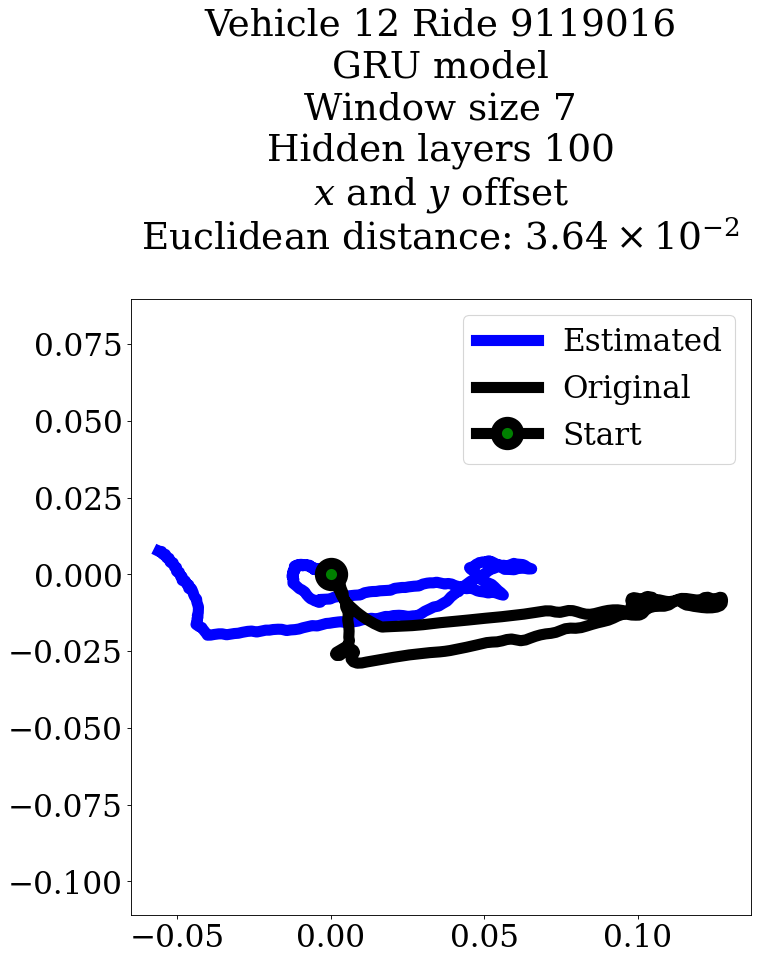 Vehicle 12 Ride 9119016
GRU model
Window size 7
Hidden layers 100
x and y offset
Euclidean distance: 3.64 × 10⁻²
Estimated
Original
Start
0.075
0.050
0.025
0.000
−0.025
−0.050
−0.075
−0.100
−0.05
0.00
0.05
0.10